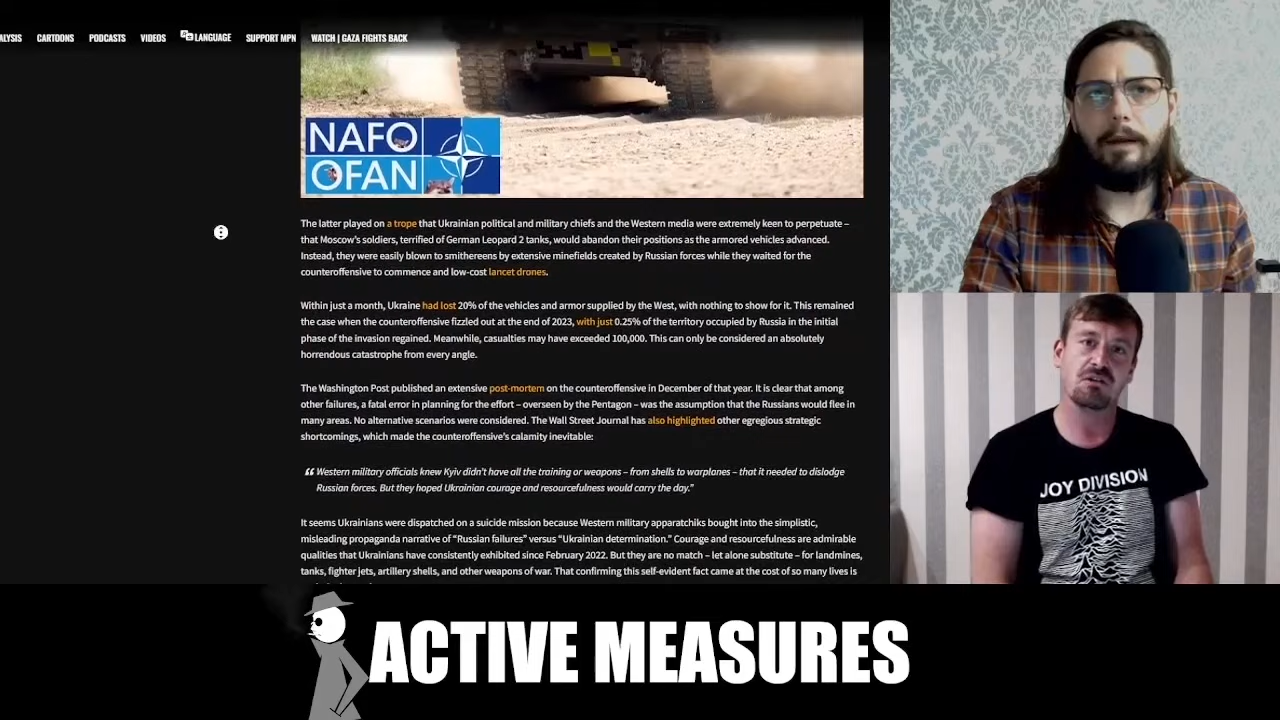 ALYSIS CARTOONS PODCASTS VIDEOS LANGUAGE SUPPORT MPN WATCH | GAZA FIGHTS BACK
NAFO
OFAN
The latter played on a trope that Ukrainian political and military chiefs and the Western media were extremely keen to perpetuate –
that Moscow's soldiers, terrified of German Leopard 2 tanks, would abandon their positions as the armored vehicles advanced.
Instead, they were easily blown to smithereens by extensive minefields created by Russian forces while they waited for the
counteroffensive to commence and low-cost lancet drones.
Within just a month, Ukraine had lost 20% of the vehicles and armor supplied by the West, with nothing to show for it. This remained
the case when the counteroffensive fizzled out at the end of 2023, with just 0.25% of the territory occupied by Russia in the initial
phase of the invasion regained. Meanwhile, casualties may have exceeded 100,000. This can only be considered an absolutely
horrendous catastrophe from every angle.
The Washington Post published an extensive post-mortem on the counteroffensive in December of that year. It is clear that among
other failures, a fatal error in planning for the effort – overseen by the Pentagon – was the assumption that the Russians would flee in
many areas. No alternative scenarios were considered. The Wall Street Journal has also highlighted other egregious strategic
shortcomings, which made the counteroffensive's calamity inevitable:
“ Western military officials knew Kyiv didn't have all the training or weapons – from shells to warplanes – that it needed to dislodge
Russian forces. But they hoped Ukrainian courage and resourcefulness would carry the day.”
It seems Ukrainians were dispatched on a suicide mission because Western military apparatchiks bought into the simplistic,
misleading propaganda narrative of “Russian failures” versus “Ukrainian determination.” Courage and resourcefulness are admirable
qualities that Ukrainians have consistently exhibited since February 2022. But they are no match – let alone substitute – for landmines,
tanks, fighter jets, artillery shells, and other weapons of war. That confirming this self-evident fact came at the cost of so many lives is
JOY DIVISION
ACTIVE MEASURES